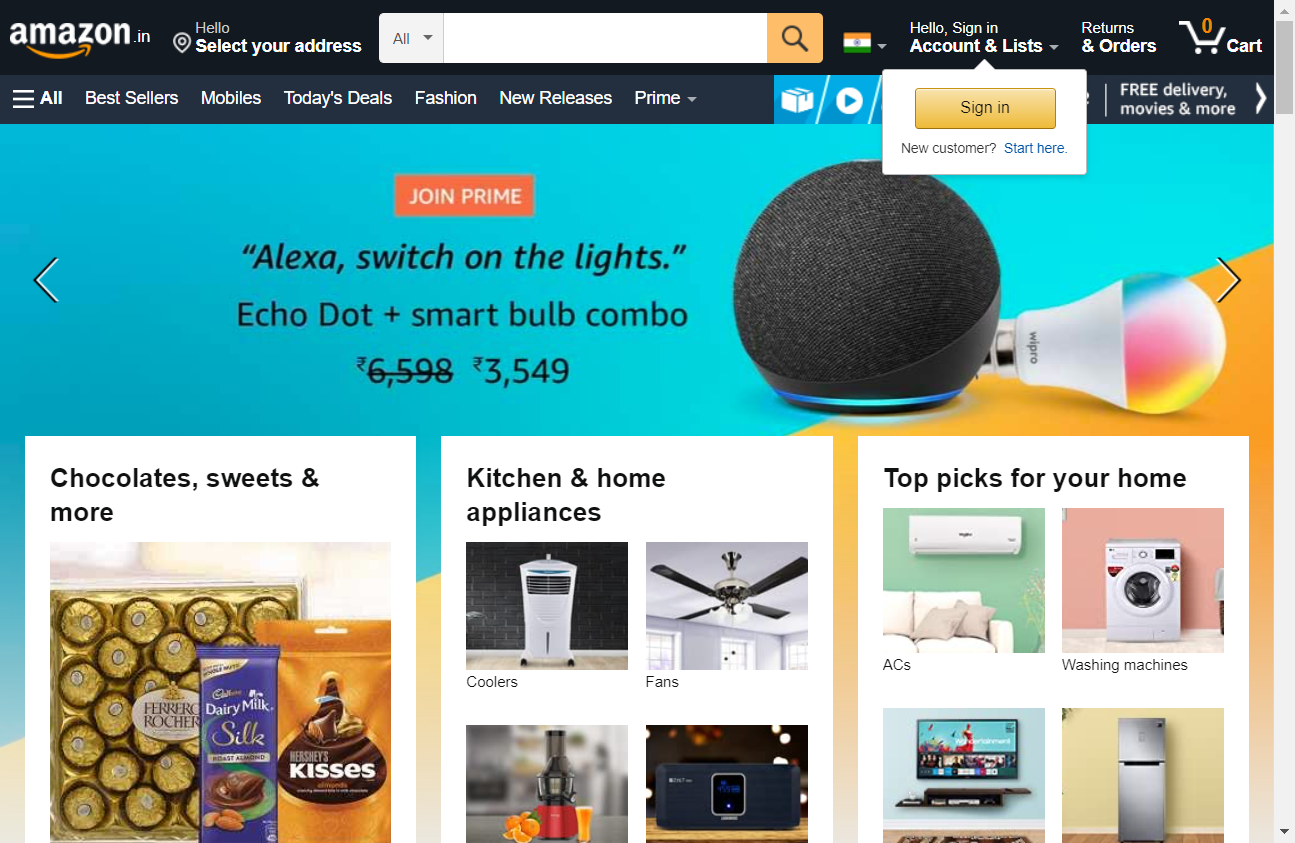 amazon.in
Hello
Select your address
All
Hello, Sign in
Account & Lists
Returns
& Orders
0
Cart
All
Best Sellers
Mobiles
Today's Deals
Fashion
New Releases
Prime
FREE delivery,
movies & more
Sign in
New customer? Start here.
JOIN PRIME
“Alexa, switch on the lights.”
Echo Dot + smart bulb combo
₹6,598 ₹3,549
wipro
Chocolates, sweets &
more
Kitchen & home
appliances
Top picks for your home
FERRERO
ROCHER
Cadbury
Dairy Milk
Silk
ROAST ALMOND
HERSHEY'S
KISSES
almonds
Coolers
Fans
ACs
Washing machines